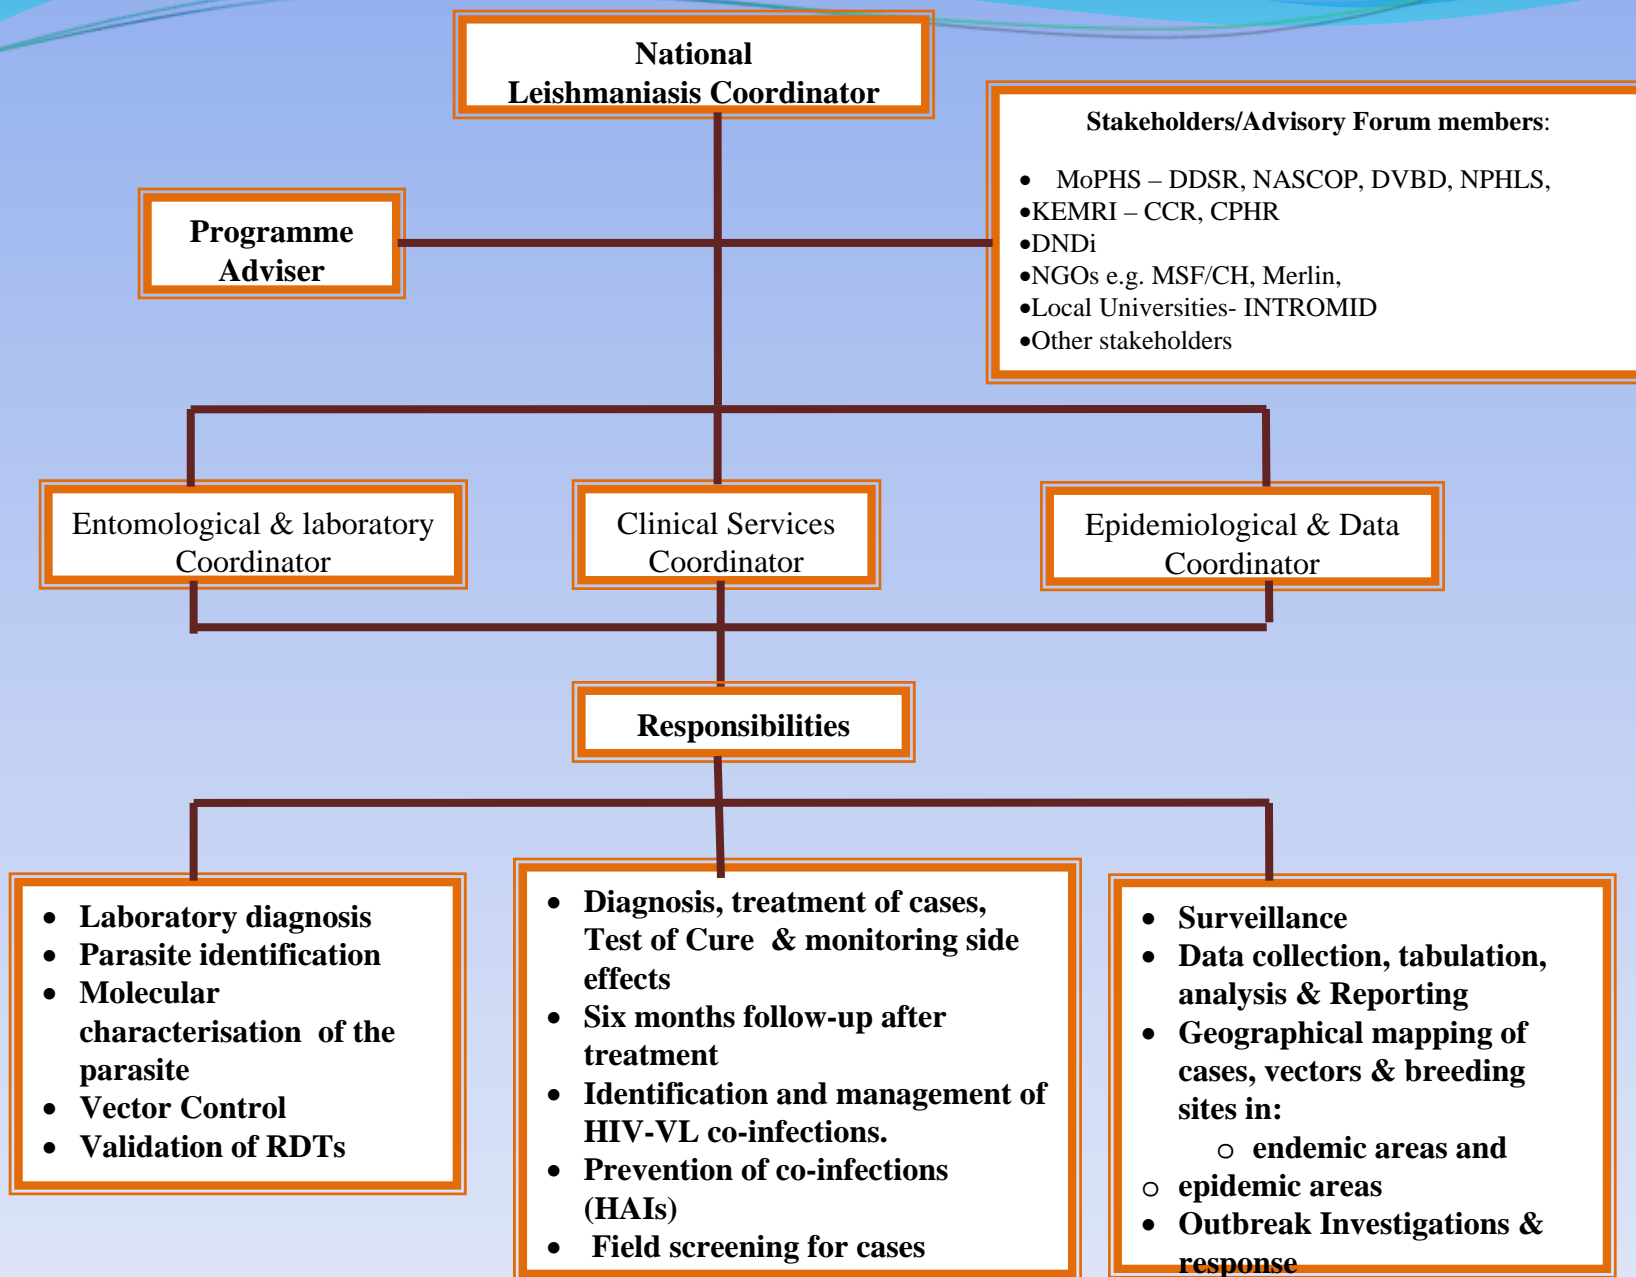 National
Leishmaniasis Coordinator
Stakeholders/Advisory Forum members:
• MoPHS – DDSR, NASCOP, DVBD, NPHLS,
•KEMRI – CCR, CPHR
•DNDi
•NGOs e.g. MSF/CH, Merlin,
•Local Universities- INTROMID
•Other stakeholders
Programme
Adviser
Entomological & laboratory
Coordinator
Clinical Services
Coordinator
Epidemiological & Data
Coordinator
Responsibilities
• Laboratory diagnosis
• Parasite identification
• Molecular
characterisation of the
parasite
• Vector Control
• Validation of RDTs
• Diagnosis, treatment of cases,
Test of Cure & monitoring side
effects
• Six months follow-up after
treatment
• Identification and management of
HIV-VL co-infections.
• Prevention of co-infections
(HAIs)
• Field screening for cases
• Surveillance
• Data collection, tabulation,
analysis & Reporting
• Geographical mapping of
cases, vectors & breeding
sites in:
o endemic areas and
o epidemic areas
• Outbreak Investigations &
response